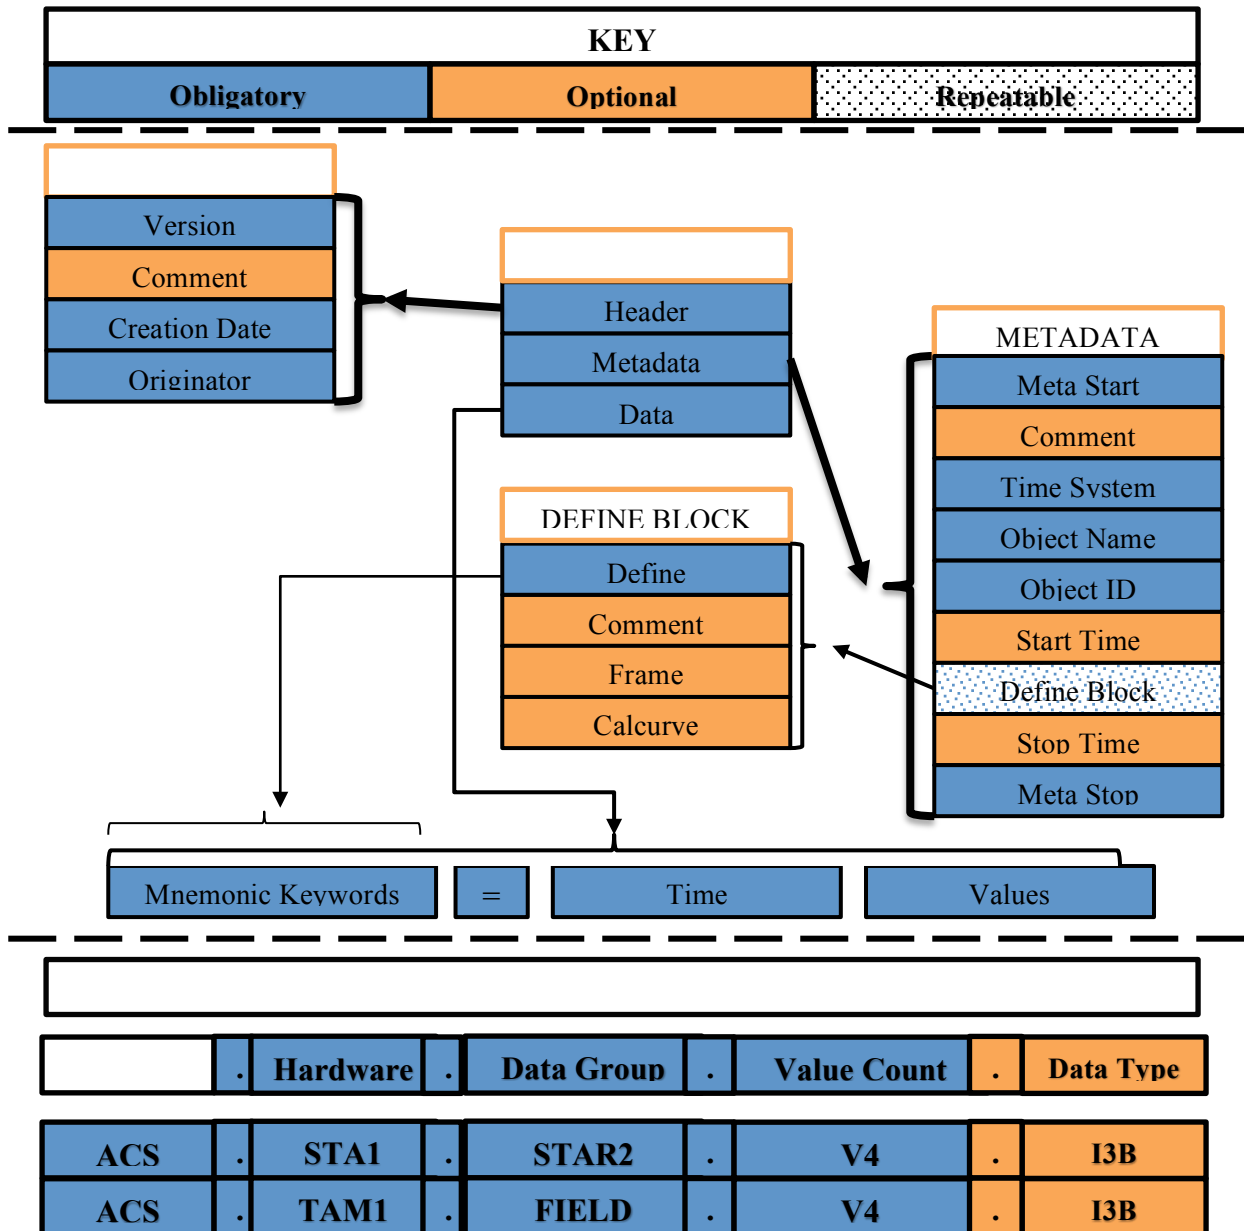 KEY
Obligatory Optional Repeatable
Version
Comment
Creation Date
Originator
Header
Metadata
Data
METADATA
Meta Start
Comment
Time System
Object Name
Object ID
Start Time
Define Block
Stop Time
Meta Stop
DEFINE BLOCK
Define
Comment
Frame
Calcurve
Mnemonic Keywords = Time Values
. Hardware . Data Group . Value Count . Data Type
ACS . STA1 . STAR2 . V4 . I3B
ACS . TAM1 . FIELD . V4 . I3B